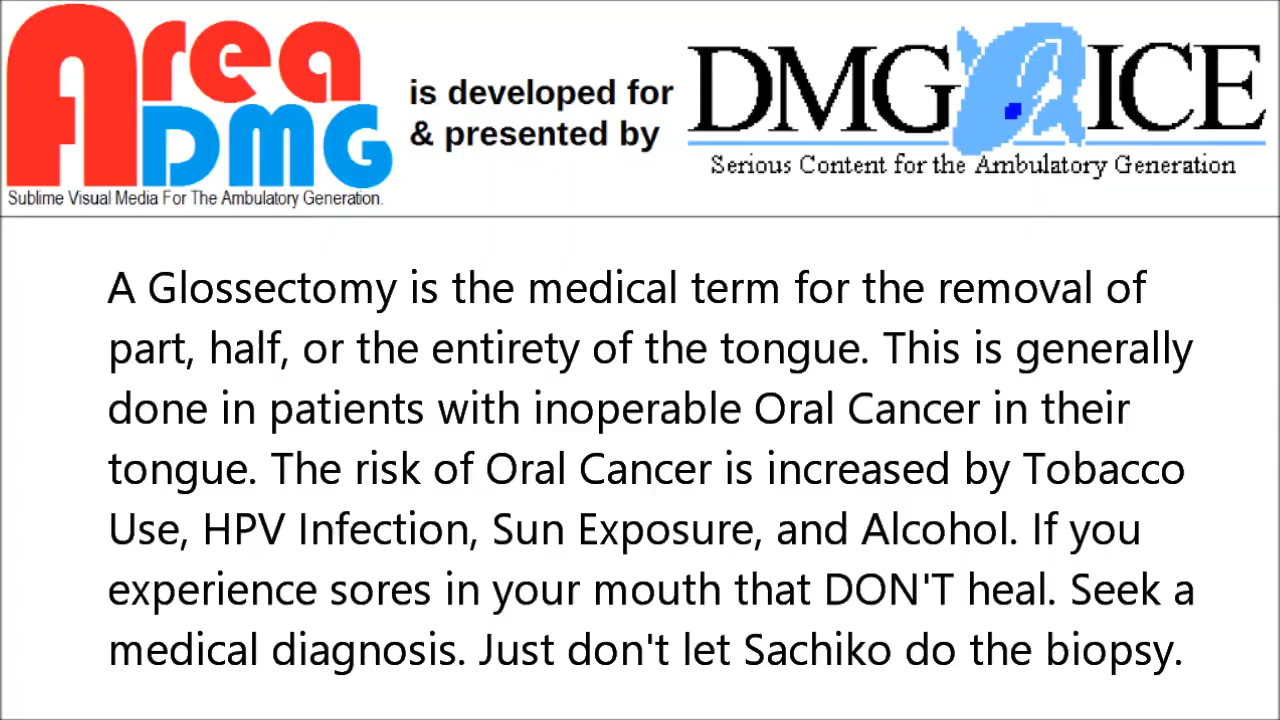 Area
DMG
Sublime Visual Media For The Ambulatory Generation.
is developed for
& presented by
DMG ICE
Serious Content for the Ambulatory Generation
A Glossectomy is the medical term for the removal of
part, half, or the entirety of the tongue. This is generally
done in patients with inoperable Oral Cancer in their
tongue. The risk of Oral Cancer is increased by Tobacco
Use, HPV Infection, Sun Exposure, and Alcohol. If you
experience sores in your mouth that DON'T heal. Seek a
medical diagnosis. Just don't let Sachiko do the biopsy.